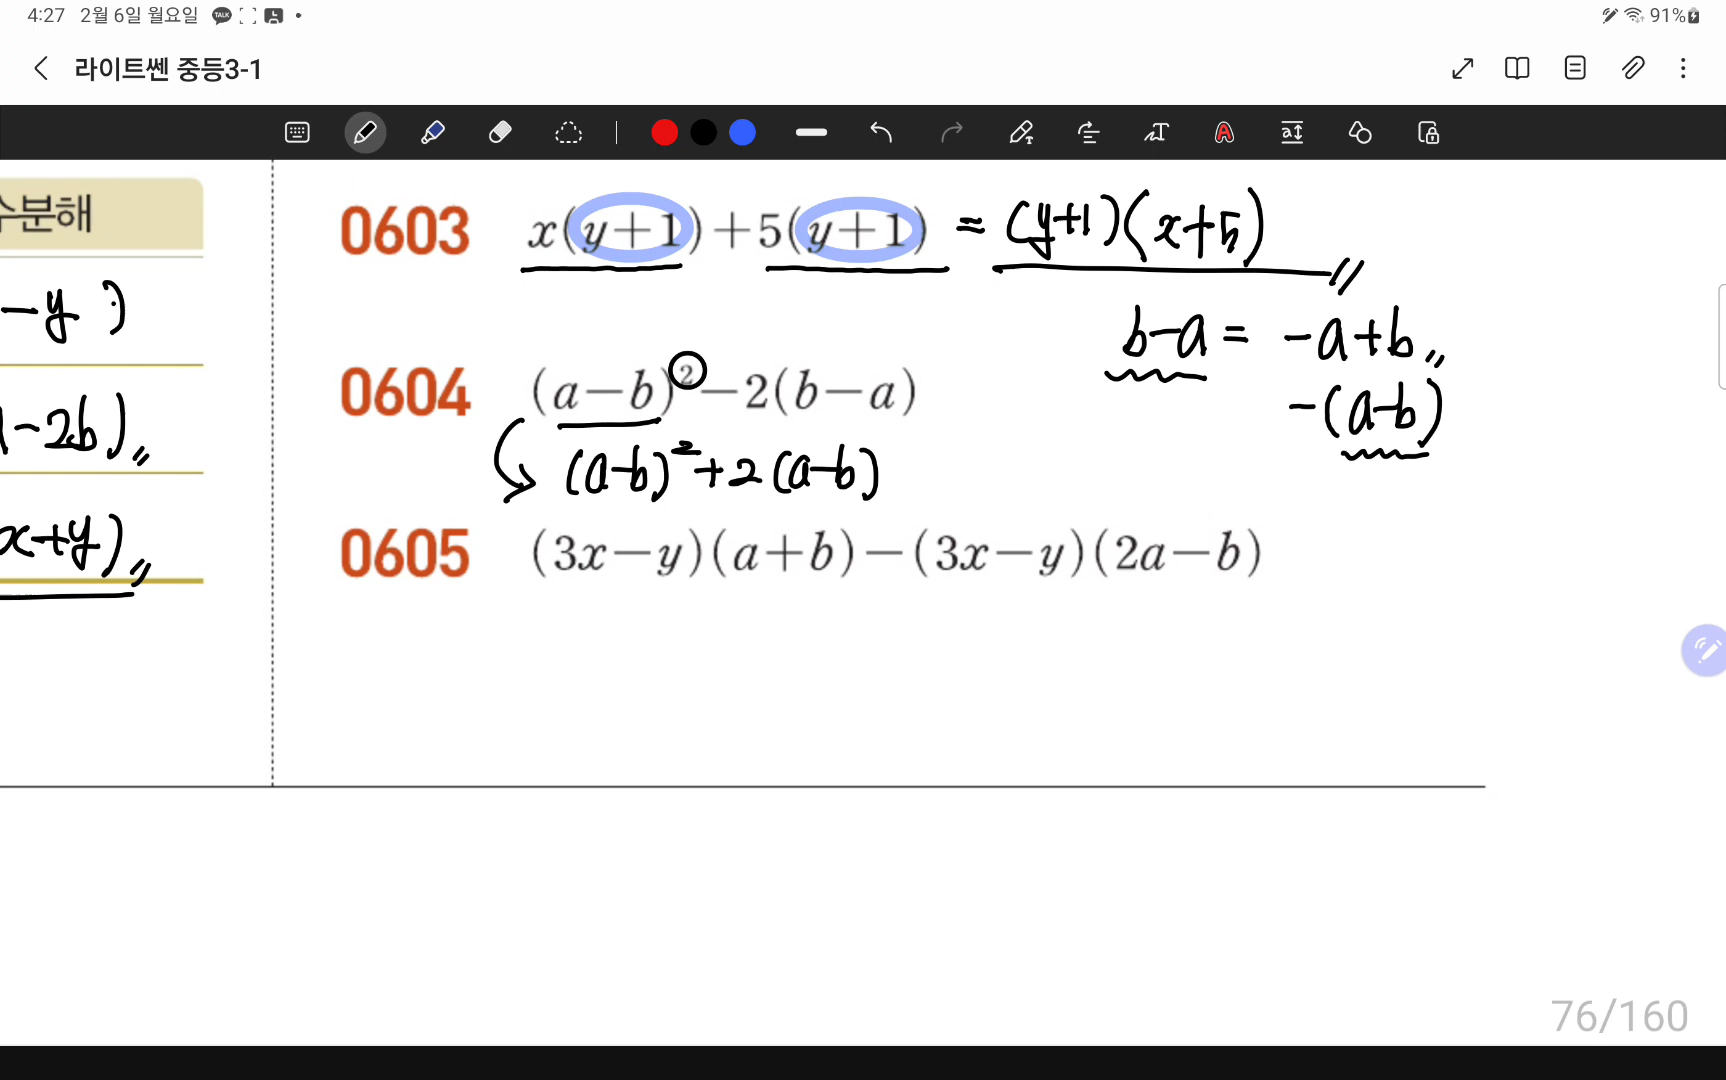 4:27 2월 6일 월요일 TALK 91%
라이트쎈 중등3-1
수분해
-y )
-2b),,
x+y),,
0603 x(y+1)+5(y+1) = (y+1)(x+5)
b-a = -a+b,,
0604 (a-b)²-2(b-a)
-(a-b)
(a-b)²+2(a-b)
0605 (3x-y)(a+b)-(3x-y)(2a-b)
76/160